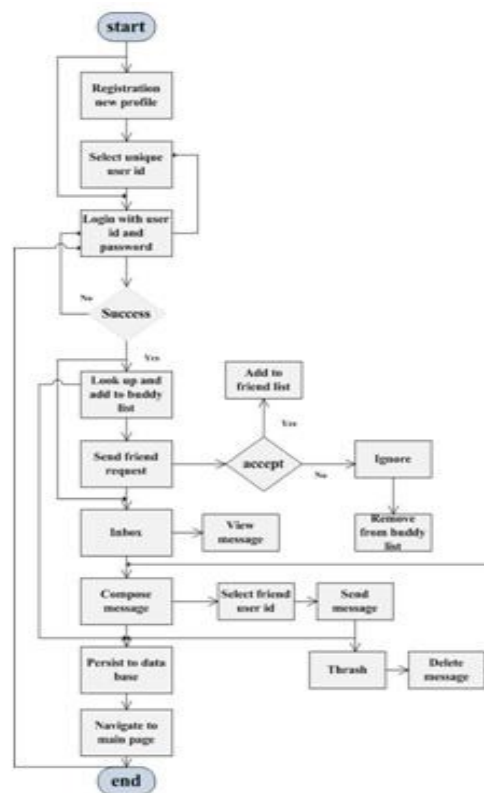 start
Registration
new profile
Select unique
user id
Login with user
id and
password
No
Success
Yes
Look up and
add to buddy
list
Add to
friend list
Yes
Send friend
request
accept
No
Ignore
Remove
from buddy
list
Inbox
View
message
Compose
message
Select friend
user id
Send
message
Persist to data
base
Thrash
Delete
message
Navigate to
main page
end